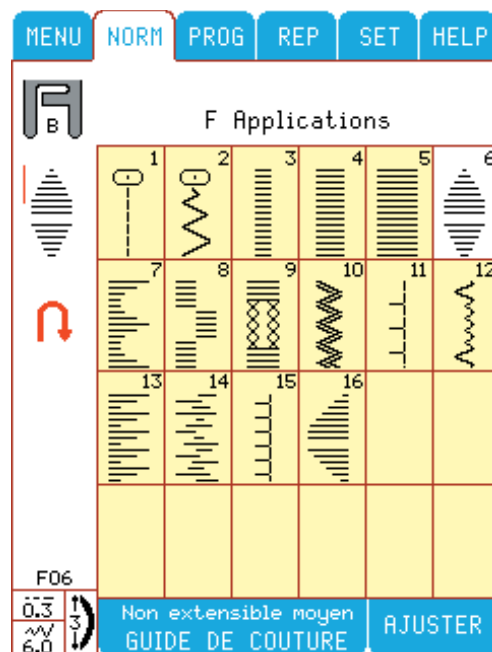 MENU NORM PROG REP SET HELP
B
F Applications
1 2 3 4 5 6
7 8 9 10 11 12
13 14 15 16
F06
0.3 3
6.0
Non extensible moyen
GUIDE DE COUTURE
AJUSTER